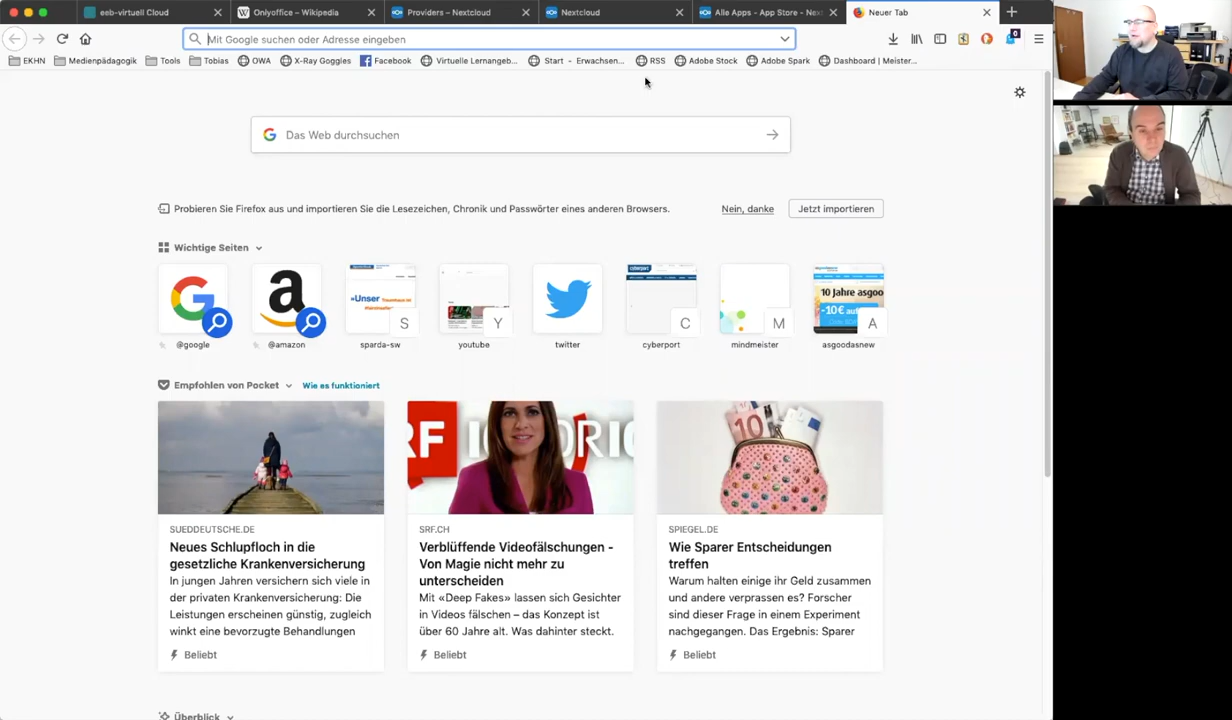 eeb-virtuell Cloud
Onlyoffice – Wikipedia
Providers – Nextcloud
Nextcloud
Alle Apps - App Store - Nex
Neuer Tab
Mit Google suchen oder Adresse eingeben
0
EKHN
Medienpädagogik
Tools
Tobias
OWA
X-Ray Goggles
Facebook
Virtuelle Lernangeb...
Start - Erwachsen...
RSS
Adobe Stock
Adobe Spark
Dashboard | Meister...
Das Web durchsuchen
Probieren Sie Firefox aus und importieren Sie die Lesezeichen, Chronik und Passwörter eines anderen Browsers.
Nein, danke
Jetzt importieren
Wichtige Seiten
»Unser
10 Jahre asgoo
-10€
S
Y
C
M
A
@google
@amazon
sparda-sw
youtube
twitter
cyberport
mindmeister
asgoodasnew
Empfohlen von Pocket
Wie es funktioniert
SUEDDEUTSCHE.DE
Neues Schlupfloch in die
gesetzliche Krankenversicherung
In jungen Jahren versichern sich viele in
der privaten Krankenversicherung: Die
Leistungen erscheinen günstig, zugleich
winkt eine bevorzugte Behandlungen
Beliebt
SRF.CH
Verblüffende Videofälschungen -
Von Magie nicht mehr zu
unterscheiden
Mit «Deep Fakes» lassen sich Gesichter
in Videos fälschen – das Konzept ist
über 60 Jahre alt. Was dahinter steckt.
Beliebt
SPIEGEL.DE
Wie Sparer Entscheidungen
treffen
Warum halten einige ihr Geld zusammen
und andere verprassen es? Forscher
sind dieser Frage in einem Experiment
nachgegangen. Das Ergebnis: Sparer
Beliebt
Überblick